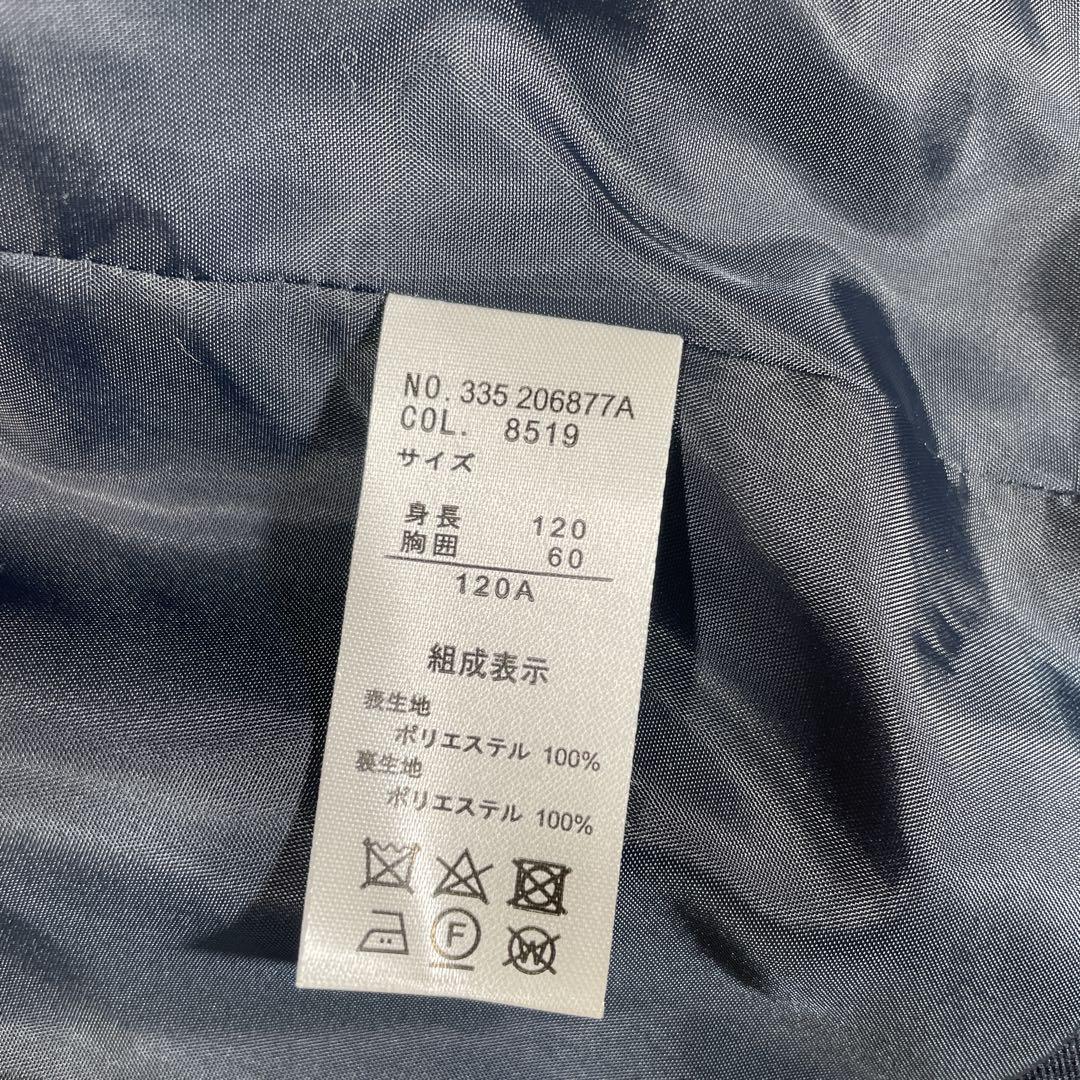 NO. 335 206877A
COL. 8519
サイズ
身長 120
胸囲 60
120A
組成表示
表生地
ポリエステル 100%
裏生地
ポリエステル 100%
F
W